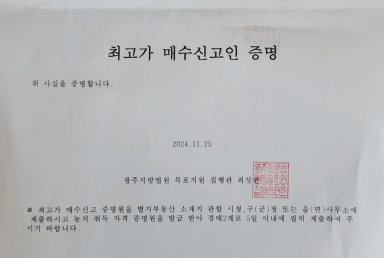 최고가 매수신고인 증명
위 사실을 증명합니다.
2024.11.25
광주지방법원 목포지원 집행관 최성관
※ 최고가 매수신고 증명원을 별지부동산 소재지 관할 시청,구(군)청 또는 읍(면)사무소에
제출하시고 농지 취득 자격 증명원을 발급 받아 경매2계로 5일 이내에 필히 제출하여 주
시기 바랍니다.